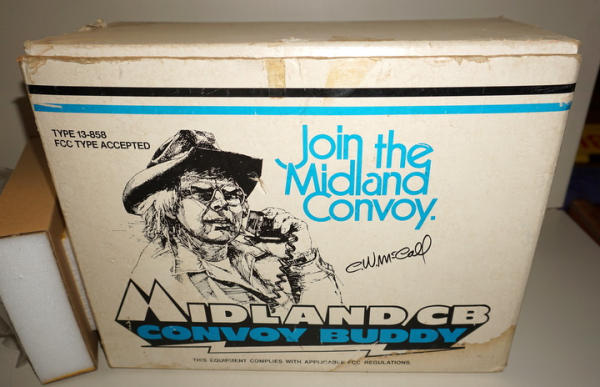 TYPE 13-858
FCC TYPE ACCEPTED
Join the
Midland
Convoy.
C.W. McCall
MIDLAND CB
CONVOY BUDDY
THIS EQUIPMENT COMPLIES WITH APPLICABLE FCC REGULATIONS.